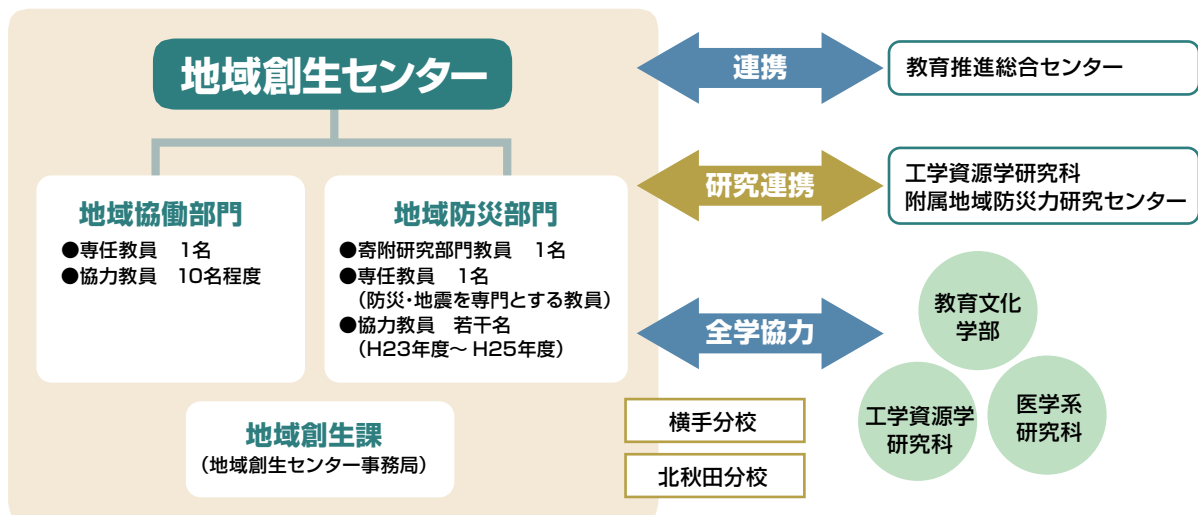 地域創生センター
地域協働部門
●専任教員　1名
●協力教員　10名程度
地域防災部門
●寄附研究部門教員　1名
●専任教員　1名
（防災・地震を専門とする教員）
●協力教員　若干名
（H23年度～H25年度）
地域創生課
（地域創生センター事務局）
連携
教育推進総合センター
研究連携
工学資源学研究科
附属地域防災力研究センター
全学協力
教育文化
学部
工学資源学
研究科
医学系
研究科
横手分校
北秋田分校